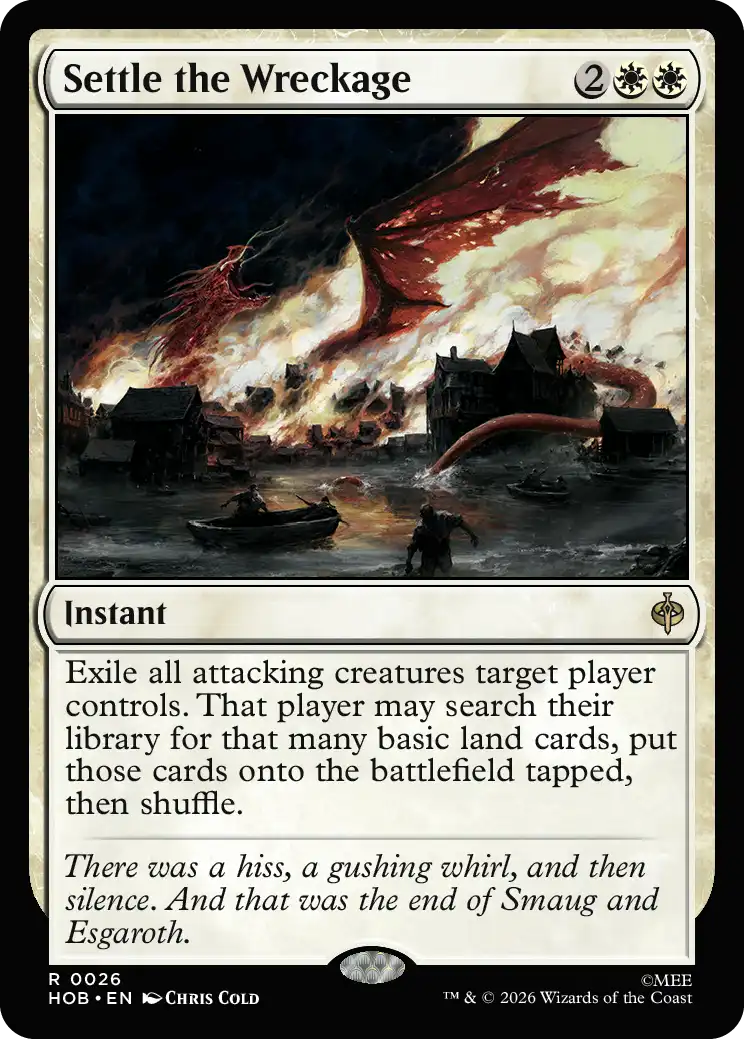 Settle the Wreckage 2
Instant
Exile all attacking creatures target player
controls. That player may search their
library for that many basic land cards, put
those cards onto the battlefield tapped,
then shuffle.
There was a hiss, a gushing whirl, and then
silence. And that was the end of Smaug and
Esgaroth.
R 0026
HOB • EN Chris Cold
©MEE
™ & © 2026 Wizards of the Coast